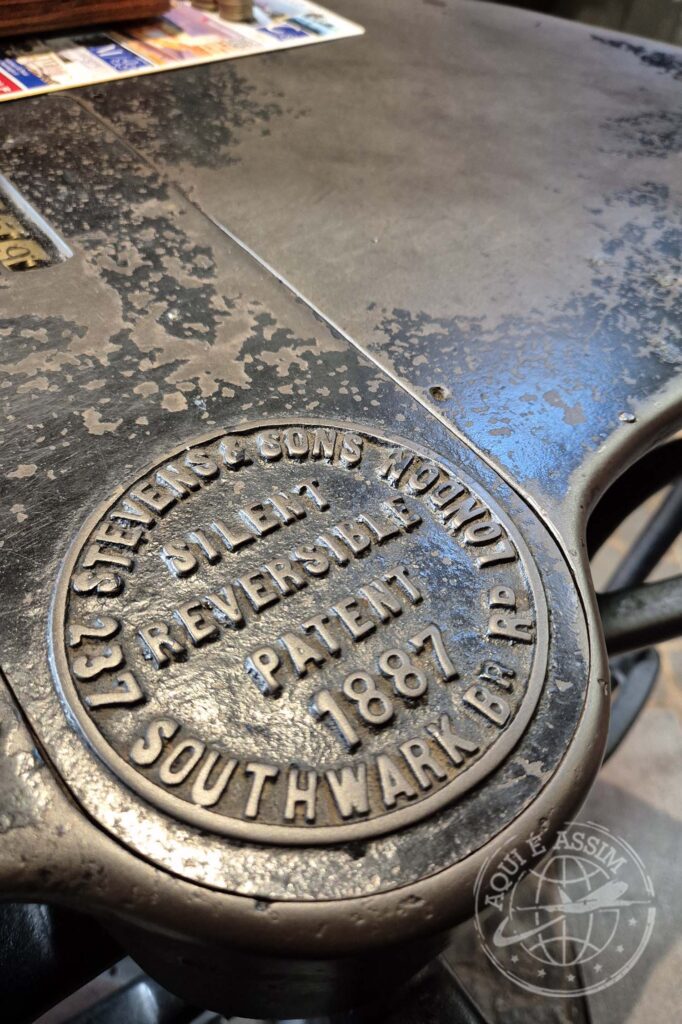 STEVENS & SONS LONDON
SILENT
REVERSIBLE
PATENT
1887
237 SOUTHWARK BR RD
AQUI É ASSIM